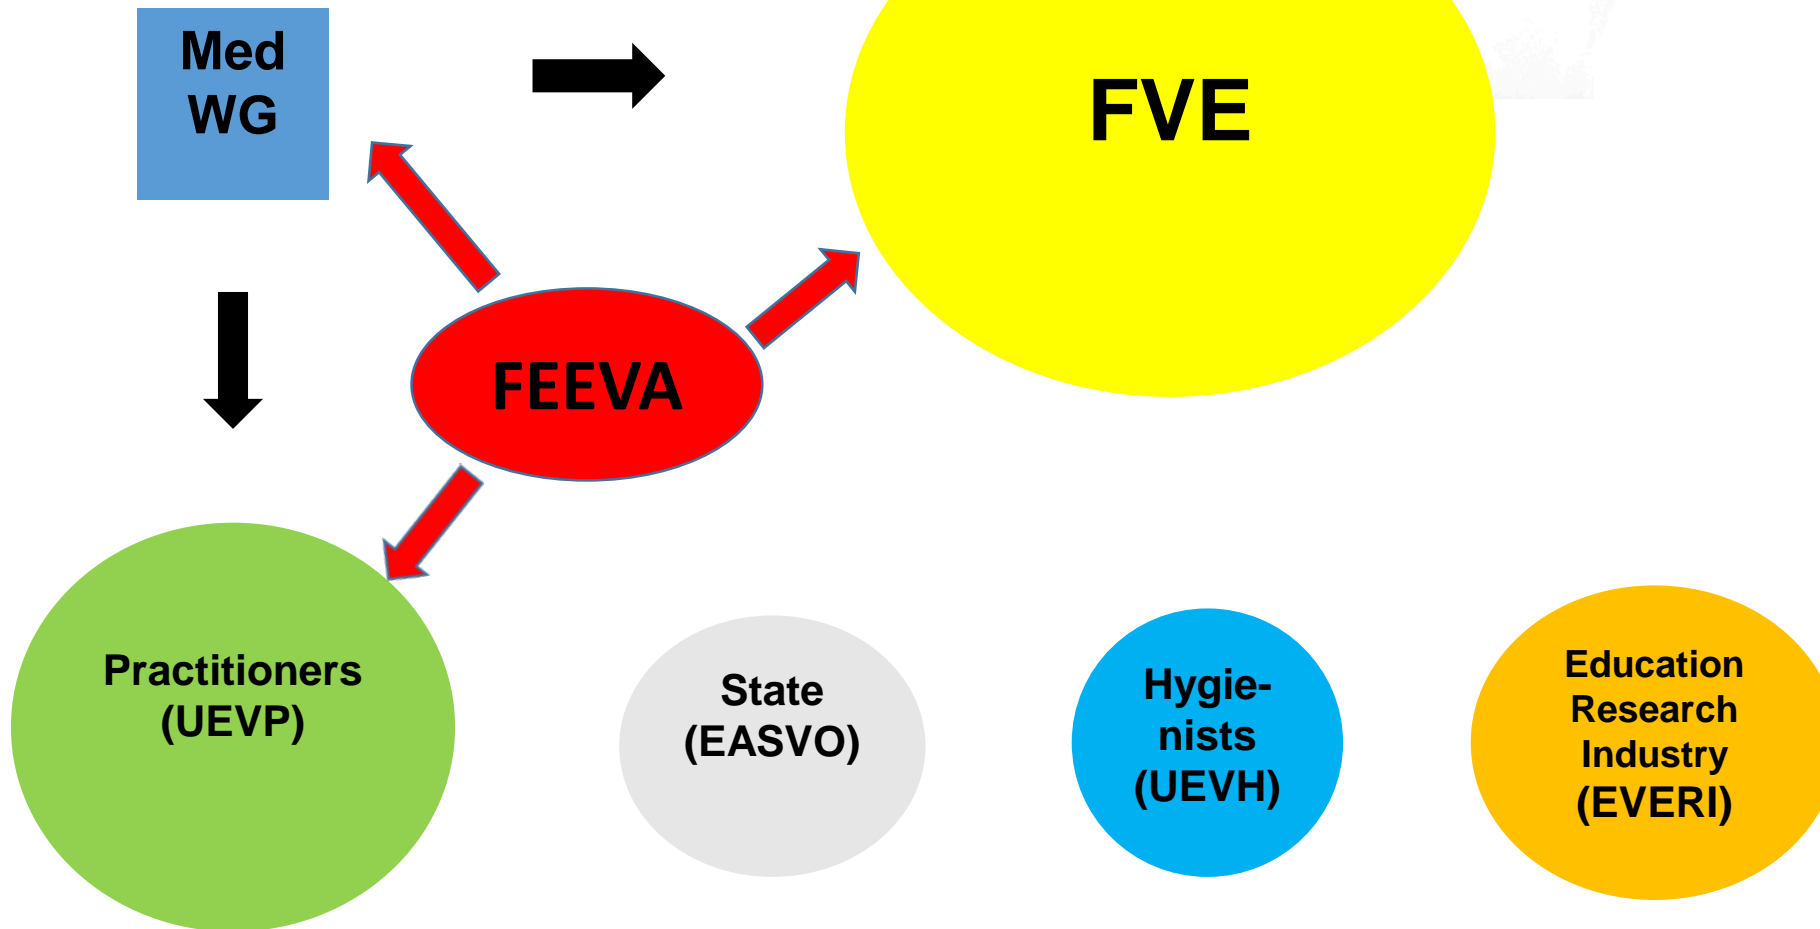 Med
WG
FVE
FEEVA
Practitioners
(UEVP)
State
(EASVO)
Hygie-
nists
(UEVH)
Education
Research
Industry
(EVERI)